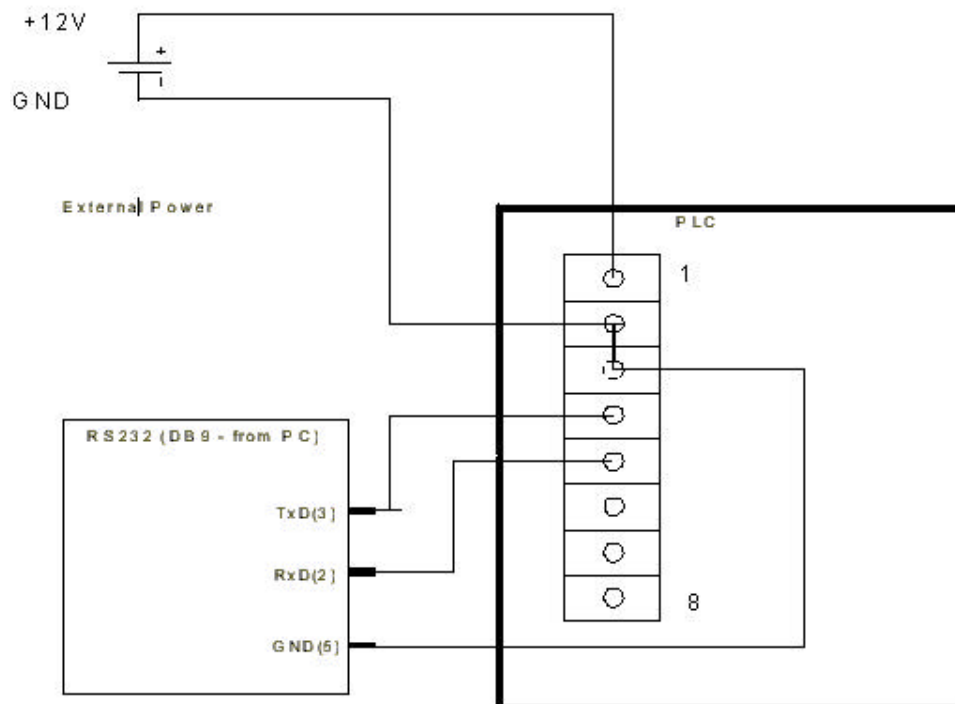 +12V
+
-
GND
External Power
PLC
1
RS232 (DB9 - from PC)
TxD(3)
RxD(2)
8
GND(5)